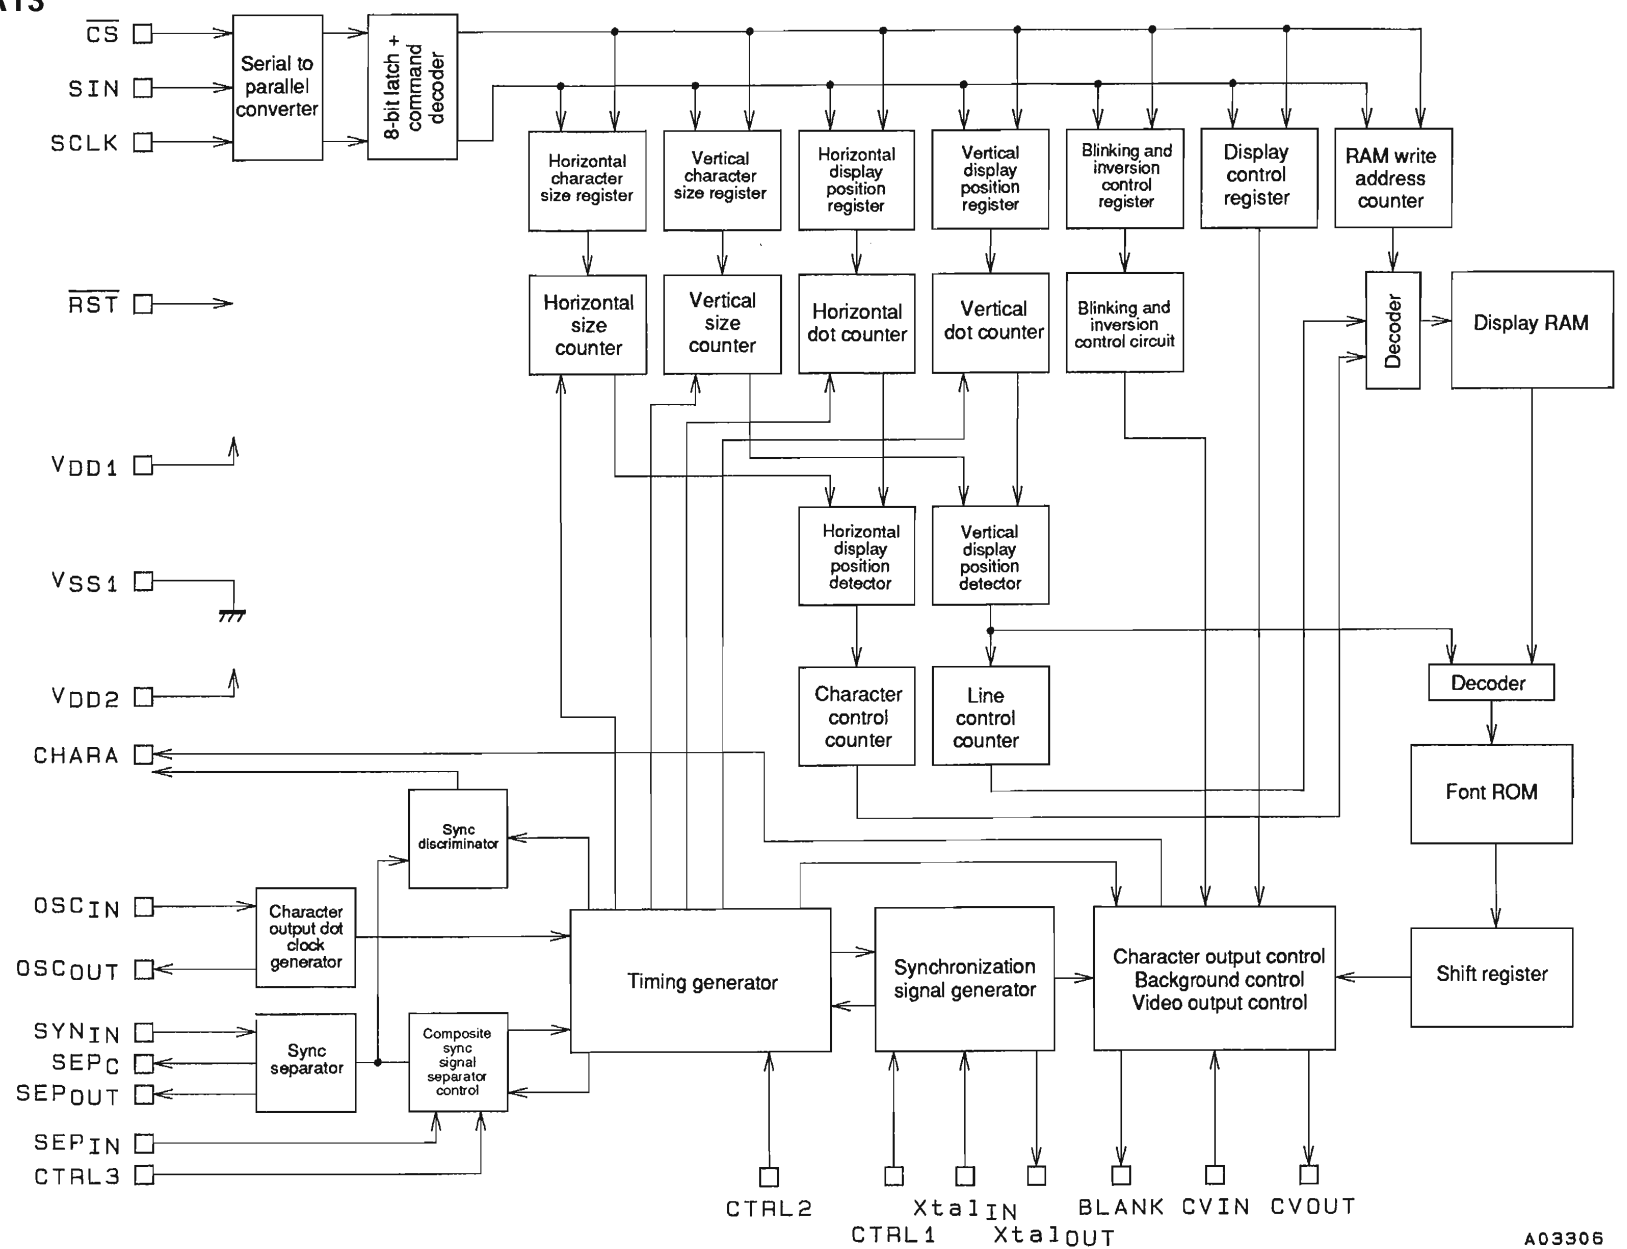 CS
SIN
SCLK
Serial to
parallel
converter
8-bit latch +
command
decoder
Horizontal
character
size register
Vertical
character
size register
Horizontal
display
position
register
Vertical
display
position
register
Blinking and
inversion
control
register
Display
control
register
RAM write
address
counter
RST
Horizontal
size
counter
Vertical
size
counter
Horizontal
dot counter
Vertical
dot counter
Blinking and
inversion
control circuit
Decoder
Display RAM
VDD1
VSS1
VDD2
Horizontal
display
position
detector
Vertical
display
position
detector
Character
control
counter
Line
control
counter
Decoder
Font ROM
CHARA
Sync
discriminator
OSCIN
OSCOUT
Character
output dot
clock
generator
SYNIN
SEPC
SEPOUT
Sync
separator
Composite
sync
signal
separator
control
SEPIN
CTRL3
Timing generator
Synchronization
signal generator
Character output control
Background control
Video output control
Shift register
CTRL2
CTRL1
XtalIN
XtalOUT
BLANK
CVIN
CVOUT
A03306